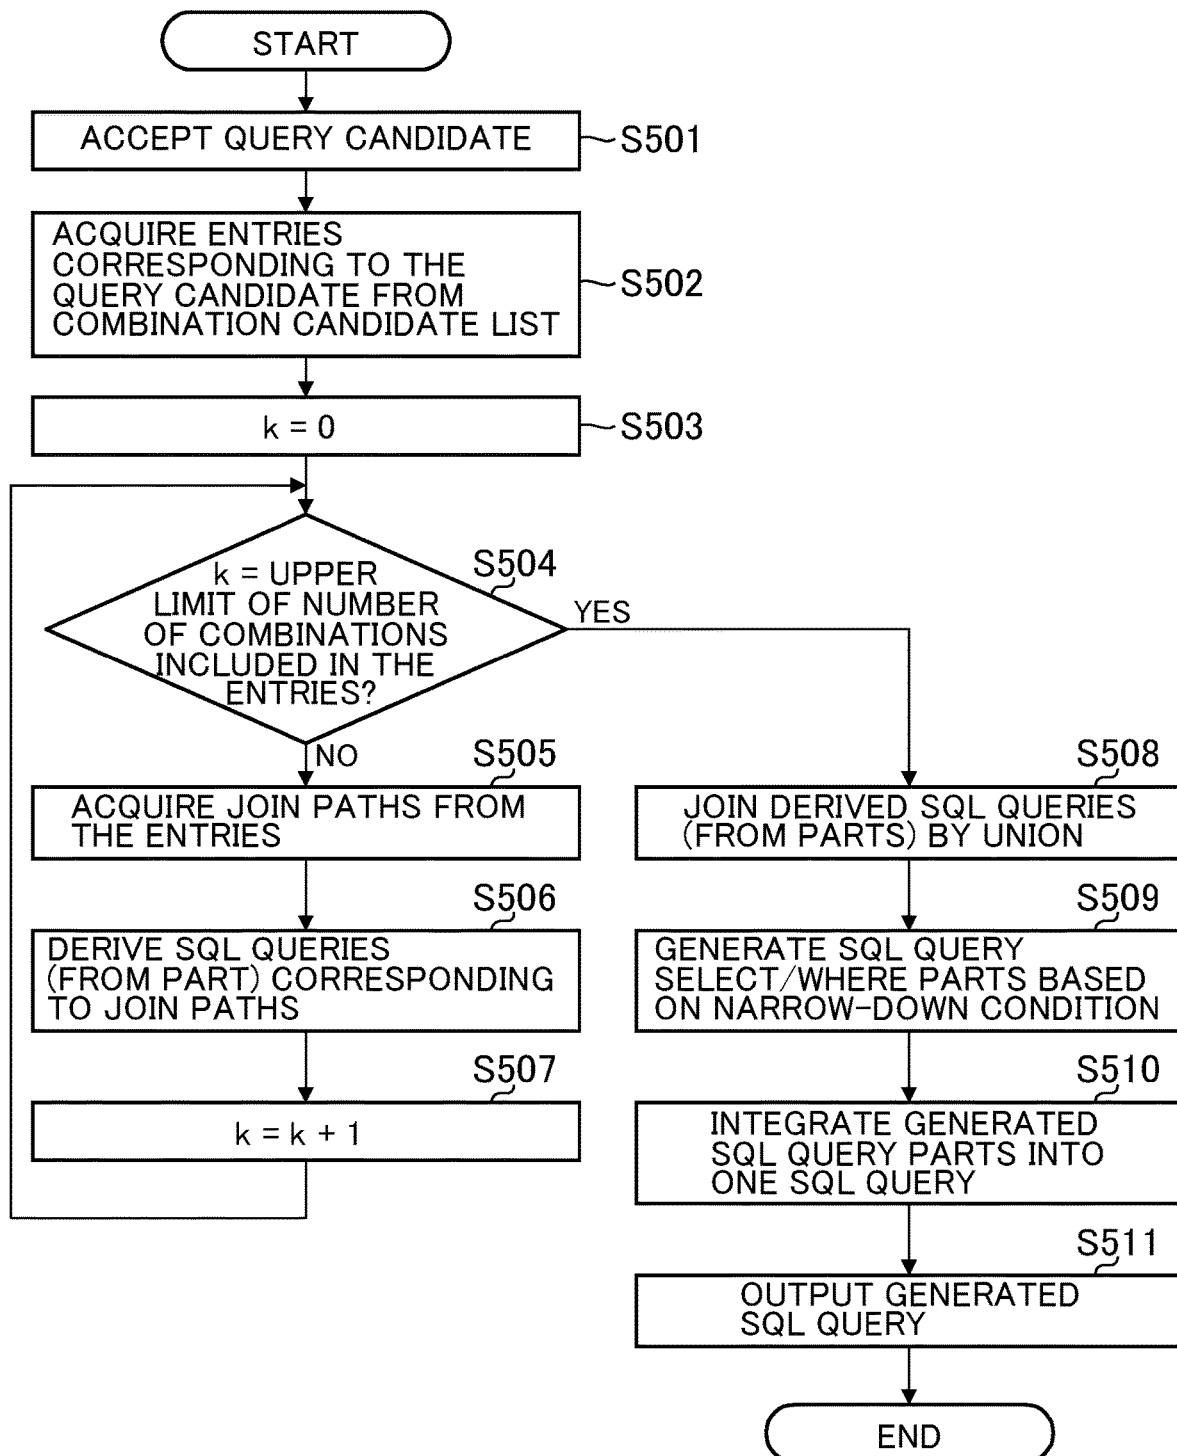 START
ACCEPT QUERY CANDIDATE
S501
ACQUIRE ENTRIES
CORRESPONDING TO THE
QUERY CANDIDATE FROM
COMBINATION CANDIDATE LIST
S502
k = 0
S503
S504
k = UPPER
LIMIT OF NUMBER
OF COMBINATIONS
INCLUDED IN THE
ENTRIES?
YES
NO
S505
ACQUIRE JOIN PATHS FROM
THE ENTRIES
S506
DERIVE SQL QUERIES
(FROM PART) CORRESPONDING
TO JOIN PATHS
S507
k = k + 1
S508
JOIN DERIVED SQL QUERIES
(FROM PARTS) BY UNION
S509
GENERATE SQL QUERY
SELECT/WHERE PARTS BASED
ON NARROW-DOWN CONDITION
S510
INTEGRATE GENERATED
SQL QUERY PARTS INTO
ONE SQL QUERY
S511
OUTPUT GENERATED
SQL QUERY
END